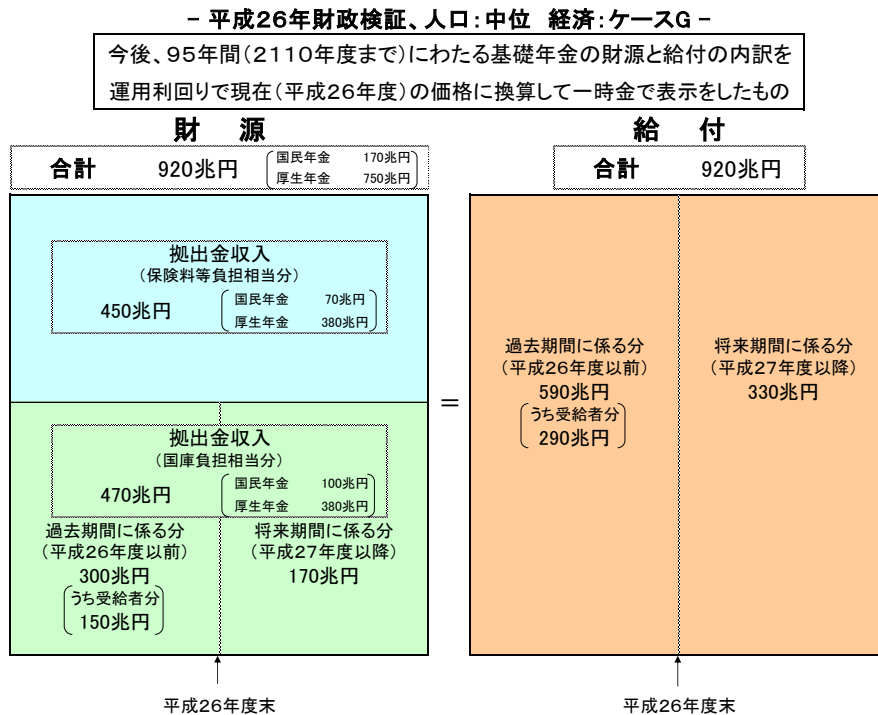 － 平成26年財政検証、人口：中位 経済：ケースG －
今後、95年間（2110年度まで）にわたる基礎年金の財源と給付の内訳を
運用利回りで現在（平成26年度）の価格に換算して一時金で表示をしたもの
財 源
合計 920兆円
国民年金 170兆円
厚生年金 750兆円
拠出金収入
（保険料等負担相当分）
450兆円
国民年金 70兆円
厚生年金 380兆円
拠出金収入
（国庫負担相当分）
470兆円
国民年金 100兆円
厚生年金 380兆円
過去期間に係る分
（平成26年度以前）
300兆円
うち受給者分
150兆円
将来期間に係る分
（平成27年度以降）
170兆円
平成26年度末
＝
給 付
合計 920兆円
過去期間に係る分
（平成26年度以前）
590兆円
うち受給者分
290兆円
将来期間に係る分
（平成27年度以降）
330兆円
平成26年度末